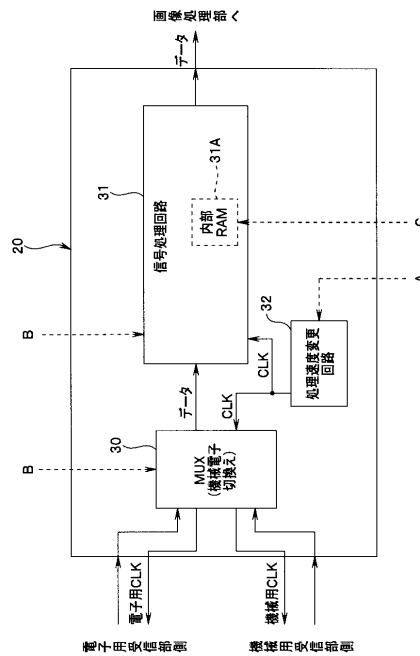 20
B
B
30
MUX
(機械電子
切換え)
データ
31
信号処理回路
31A
内部
RAM
データ
画像処理部へ
CLK
CLK
32
処理速度変更
回路
C
A
電子用CLK
機械用CLK
電子用受信部側
機械用受信部側